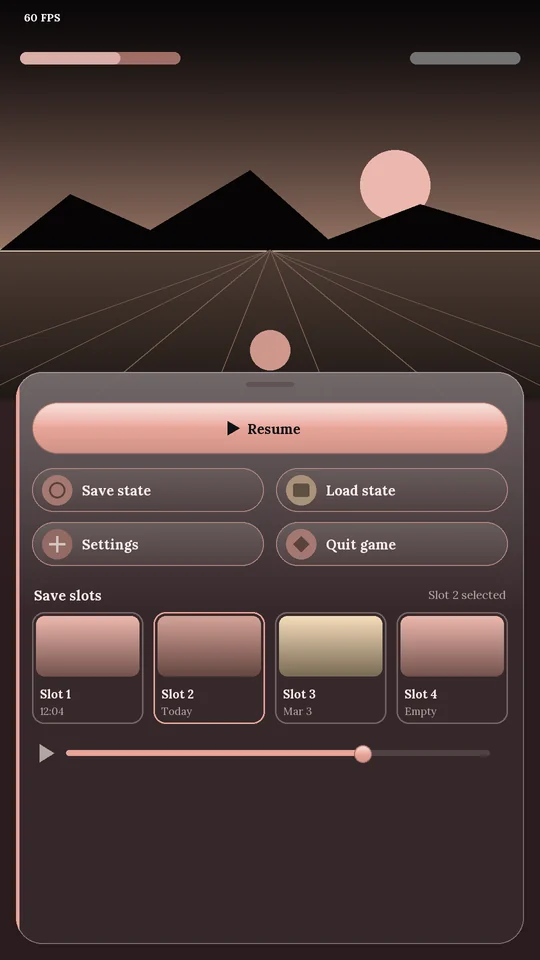 60 FPS
Resume
Save state
Load state
Settings
Quit game
Save slots
Slot 2 selected
Slot 1
12:04
Slot 2
Today
Slot 3
Mar 3
Slot 4
Empty